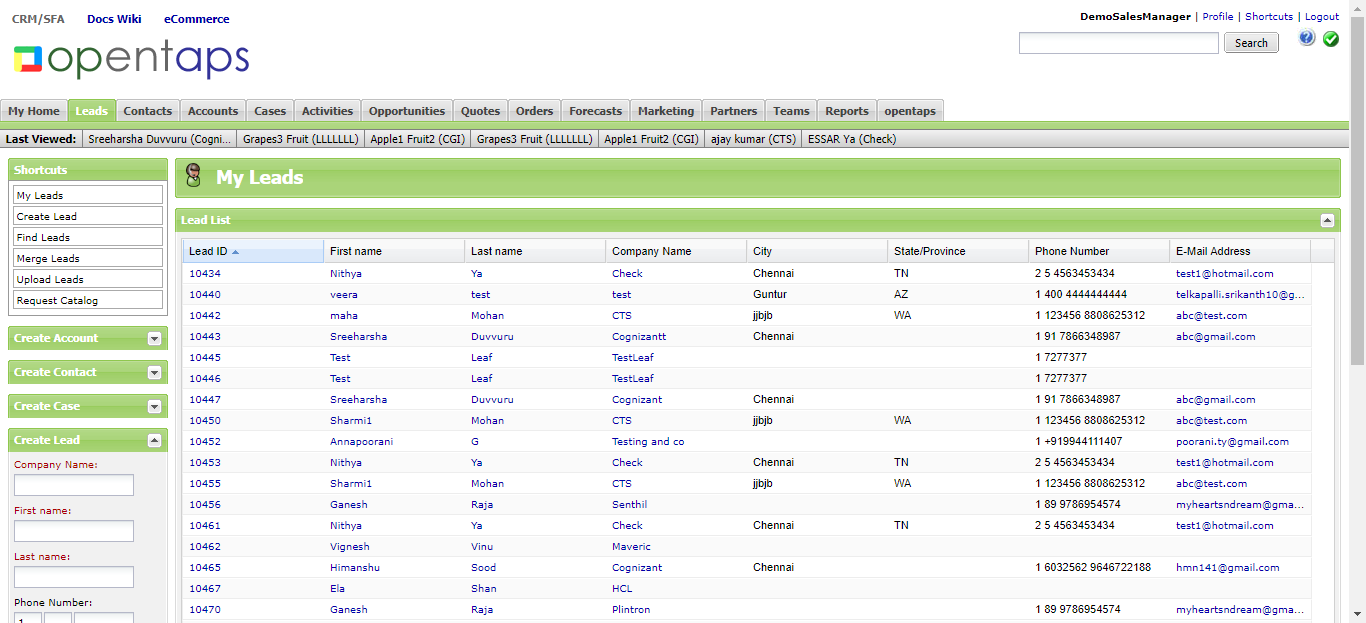 CRM/SFA Docs Wiki eCommerce
DemoSalesManager | Profile | Shortcuts | Logout
opentaps
Search
My Home Leads Contacts Accounts Cases Activities Opportunities Quotes Orders Forecasts Marketing Partners Teams Reports opentaps
Last Viewed: Sreeharsha Duvvuru (Cogni... Grapes3 Fruit (LLLLLLL) Apple1 Fruit2 (CGI) Grapes3 Fruit (LLLLLLL) Apple1 Fruit2 (CGI) ajay kumar (CTS) ESSAR Ya (Check)
Shortcuts
My Leads
Create Lead
Find Leads
Merge Leads
Upload Leads
Request Catalog
Create Account
Create Contact
Create Case
Create Lead
Company Name:
First name:
Last name:
Phone Number:
1
My Leads
Lead List
Lead ID First name Last name Company Name City State/Province Phone Number E-Mail Address
10434 Nithya Ya Check Chennai TN 2 5 4563453434 test1@hotmail.com
10440 veera test test Guntur AZ 1 400 4444444444 telkapalli.srikanth10@g...
10442 maha Mohan CTS jjbjb WA 1 123456 8808625312 abc@test.com
10443 Sreeharsha Duvvuru Cognizantt Chennai 1 91 7866348987 abc@gmail.com
10445 Test Leaf TestLeaf 1 7277377
10446 Test Leaf TestLeaf 1 7277377
10447 Sreeharsha Duvvuru Cognizant Chennai 1 91 7866348987 abc@gmail.com
10450 Sharmi1 Mohan CTS jjbjb WA 1 123456 8808625312 abc@test.com
10452 Annapoorani G Testing and co 1 +919944111407 poorani.ty@gmail.com
10453 Nithya Ya Check Chennai TN 2 5 4563453434 test1@hotmail.com
10455 Sharmi1 Mohan CTS jjbjb WA 1 123456 8808625312 abc@test.com
10456 Ganesh Raja Senthil 1 89 9786954574 myheartsndream@gma...
10461 Nithya Ya Check Chennai TN 2 5 4563453434 test1@hotmail.com
10462 Vignesh Vinu Maveric
10465 Himanshu Sood Cognizant Chennai 1 6032562 9646722188 hmn141@gmail.com
10467 Ela Shan HCL
10470 Ganesh Raja Plintron 1 89 9786954574 myheartsndream@gma...